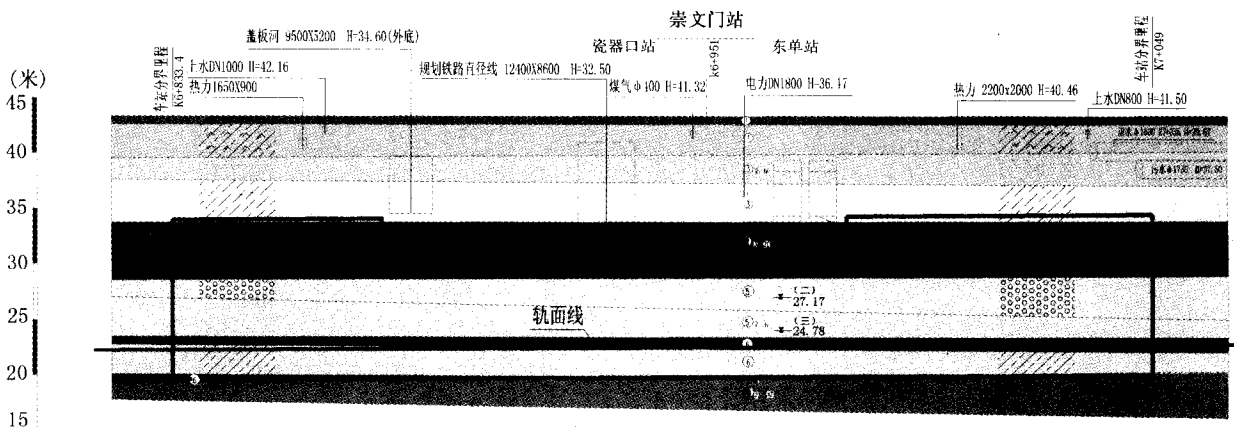 崇文门站
瓷器口站
东单站
k6+951
盖板河 9500X5200 H=34.60(外底)
车站分界里程
K6+833.4
车站分界里程
K7+049
(米)
上水DN1000 H=42.16
热力1650X900
规划铁路直径线 12400X8600 H=32.50
煤气φ400 H=41.32
电力DN1800 H=36.17
热力 2200x2000 H=40.46
上水DN800 H=41.50
45
40
35
30
25
20
15
(二)
27.17
(三)
24.78
轨面线
⑤
⑤
⑥